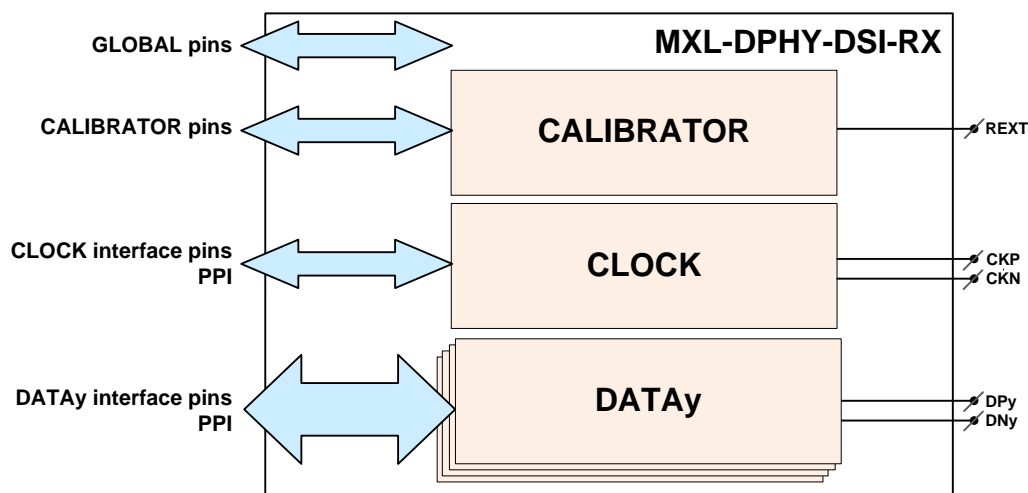 GLOBAL pins
MXL-DPHY-DSI-RX
CALIBRATOR pins
CALIBRATOR
REXT
CLOCK interface pins
PPI
CLOCK
CKP
CKN
DATAy interface pins
PPI
DATAy
DPy
DNy